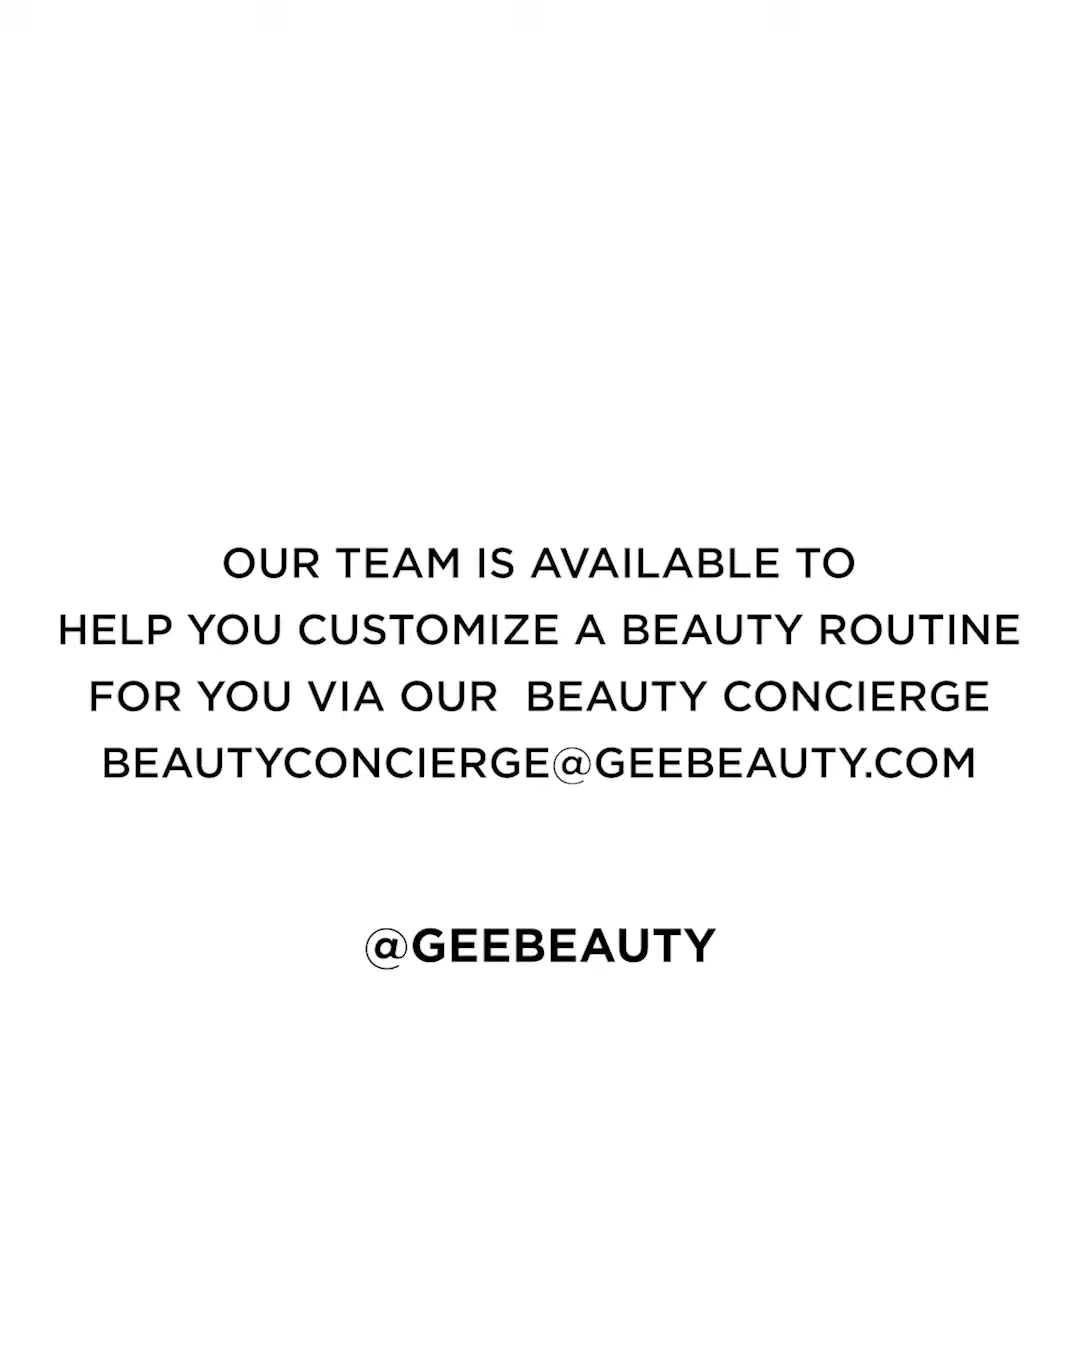 OUR TEAM IS AVAILABLE TO
HELP YOU CUSTOMIZE A BEAUTY ROUTINE
FOR YOU VIA OUR  BEAUTY CONCIERGE
BEAUTYCONCIERGE@GEEBEAUTY.COM
@GEEBEAUTY